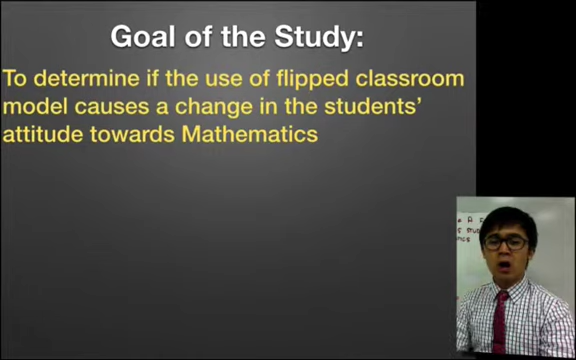 Goal of the Study:
To determine if the use of flipped classroom
model causes a change in the students'
attitude towards Mathematics